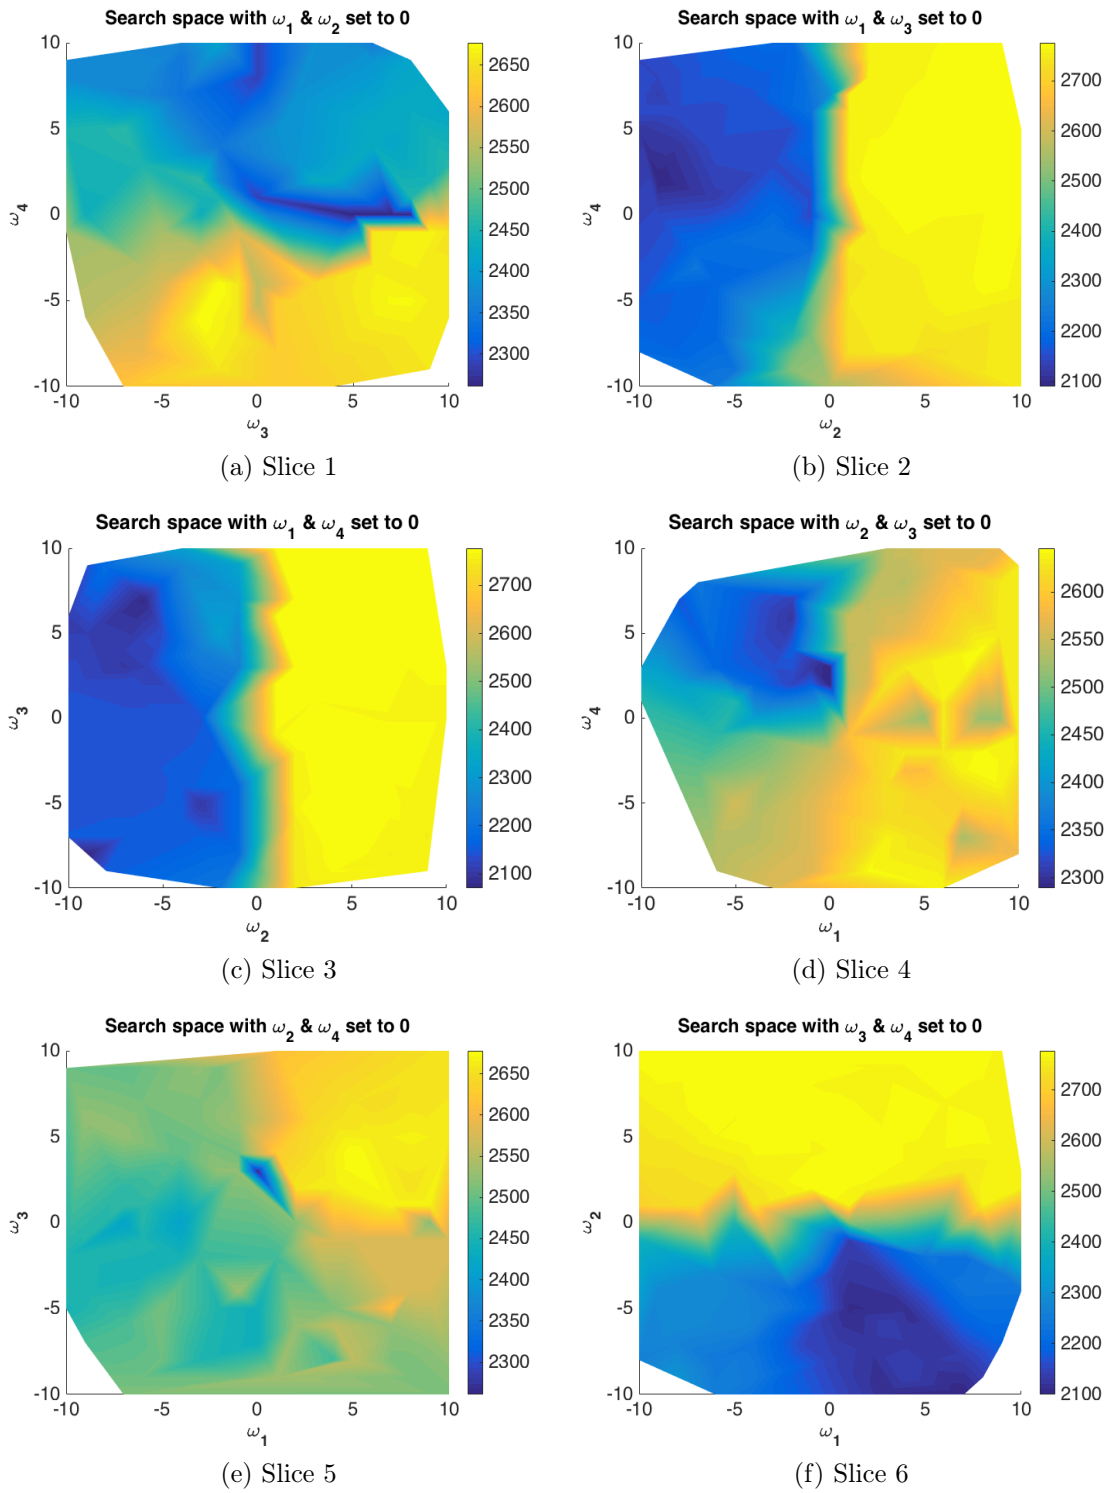 Search space with ω1 & ω2 set to 0
10
5
0
-5
-10
ω4
-10 -5 0 5 10
ω3
2650
2600
2550
2500
2450
2400
2350
2300
(a) Slice 1
Search space with ω1 & ω3 set to 0
10
5
0
-5
-10
ω4
-10 -5 0 5 10
ω2
2700
2600
2500
2400
2300
2200
2100
(b) Slice 2
Search space with ω1 & ω4 set to 0
10
5
0
-5
-10
ω3
-10 -5 0 5 10
ω2
2700
2600
2500
2400
2300
2200
2100
(c) Slice 3
Search space with ω2 & ω3 set to 0
10
5
0
-5
-10
ω4
-10 -5 0 5 10
ω1
2600
2550
2500
2450
2400
2350
2300
(d) Slice 4
Search space with ω2 & ω4 set to 0
10
5
0
-5
-10
ω3
-10 -5 0 5 10
ω1
2650
2600
2550
2500
2450
2400
2350
2300
(e) Slice 5
Search space with ω3 & ω4 set to 0
10
5
0
-5
-10
ω2
-10 -5 0 5 10
ω1
2700
2600
2500
2400
2300
2200
2100
(f) Slice 6